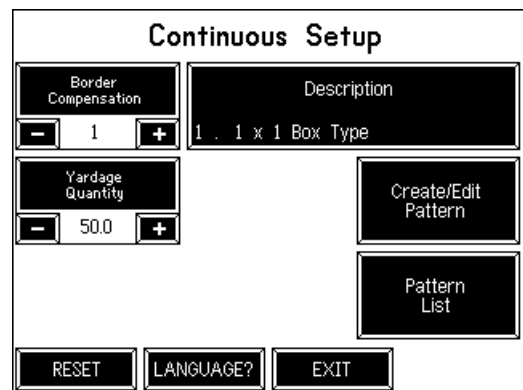 Continuous Setup
Border
Compensation
- 1 +
Description
1 . 1 x 1 Box Type
Yardage
Quantity
- 50.0 +
Create/Edit
Pattern
Pattern
List
RESET
LANGUAGE?
EXIT